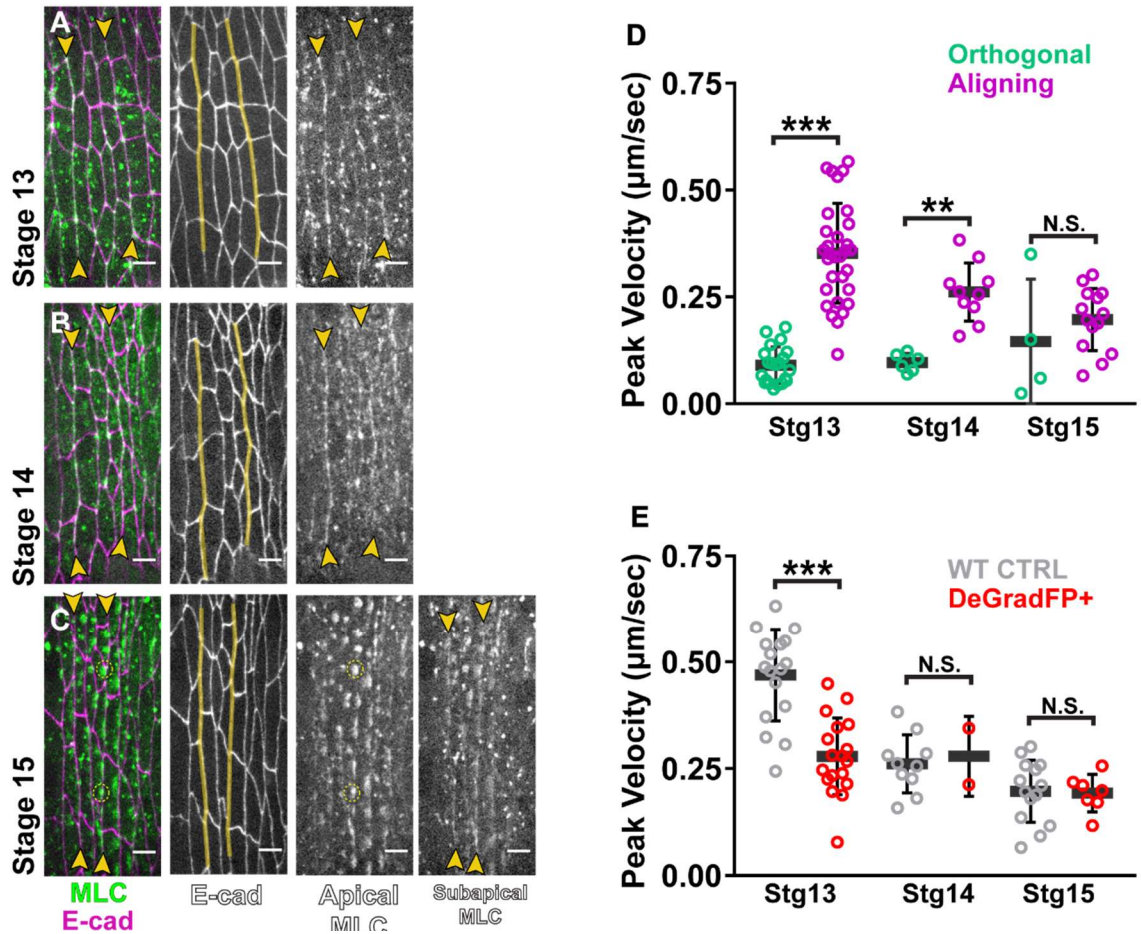 A
Stage 13
B
Stage 14
C
Stage 15
MLC
E-cad
E-cad
Apical
MLC
Subapical
MLC
D
Orthogonal
Aligning
Peak Velocity (μm/sec)
0.75
0.50
0.25
0.00
***
**
N.S.
Stg13
Stg14
Stg15
E
WT CTRL
DeGradFP+
Peak Velocity (μm/sec)
0.75
0.50
0.25
0.00
***
N.S.
N.S.
Stg13
Stg14
Stg15